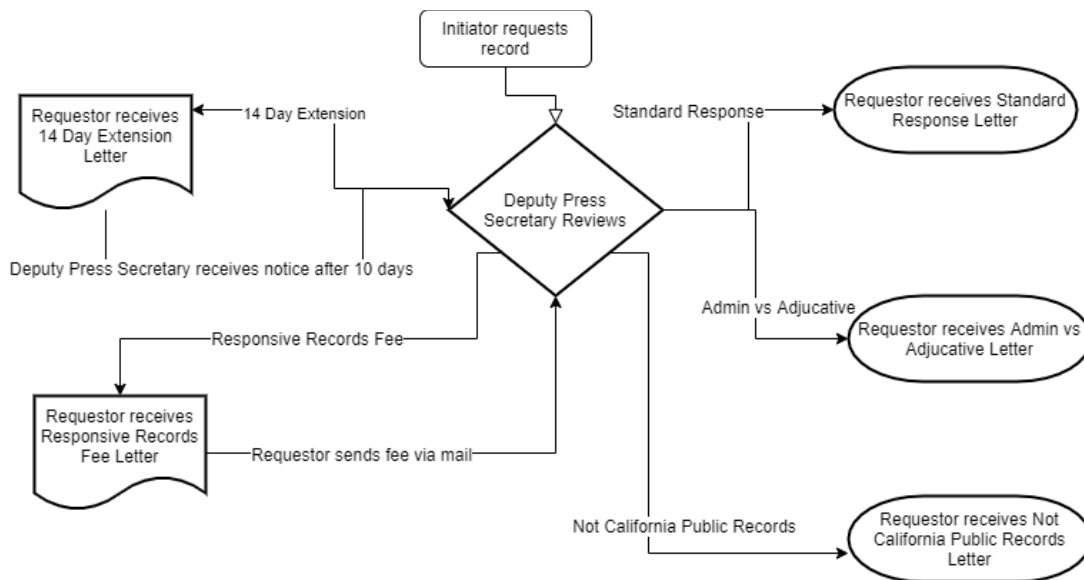 Initiator requests
record
Requestor receives
14 Day Extension
Letter
14 Day Extension
Standard Response
Requestor receives Standard
Response Letter
Deputy Press
Secretary Reviews
Deputy Press Secretary receives notice after 10 days
Admin vs Adjucative
Requestor receives Admin vs
Adjucative Letter
Responsive Records Fee
Requestor receives
Responsive Records
Fee Letter
Requestor sends fee via mail
Not California Public Records
Requestor receives Not
California Public Records
Letter